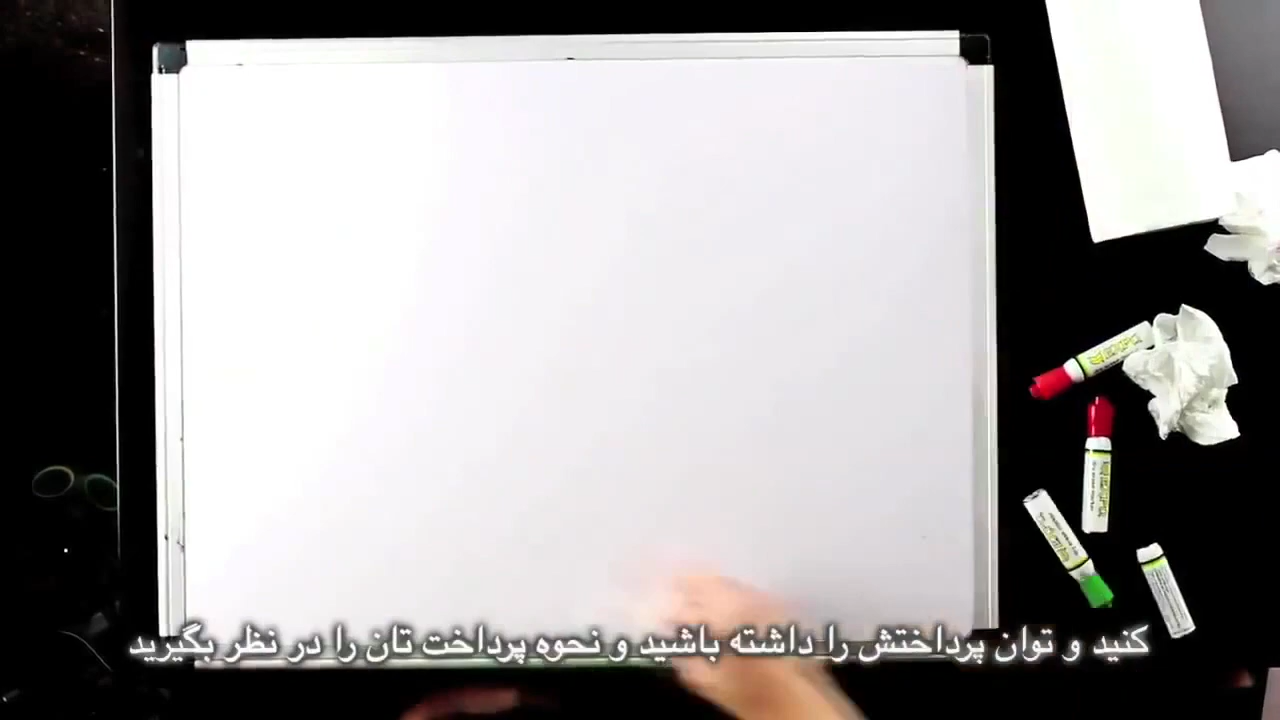 کنید و توان پرداختش را داشته باشید و نحوه پرداخت تان را در نظر بگیرید